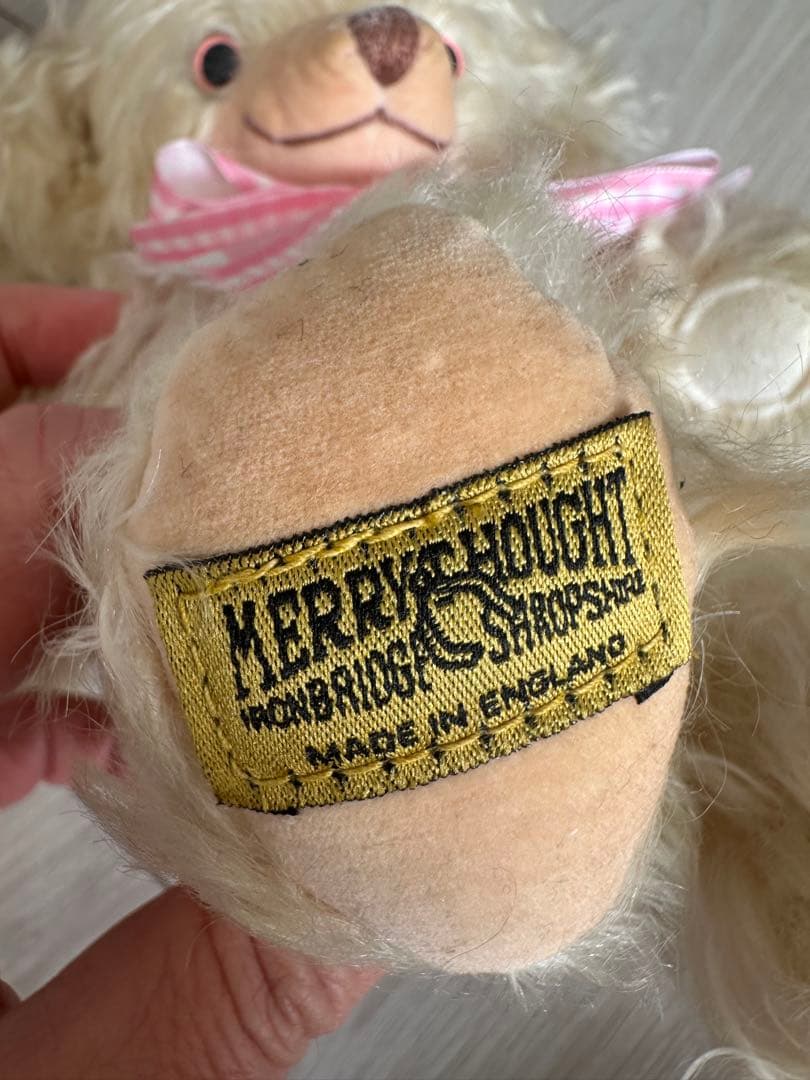 MERRYTHOUGHT
IRONBRIDGE SHROPSHIRE
MADE IN ENGLAND